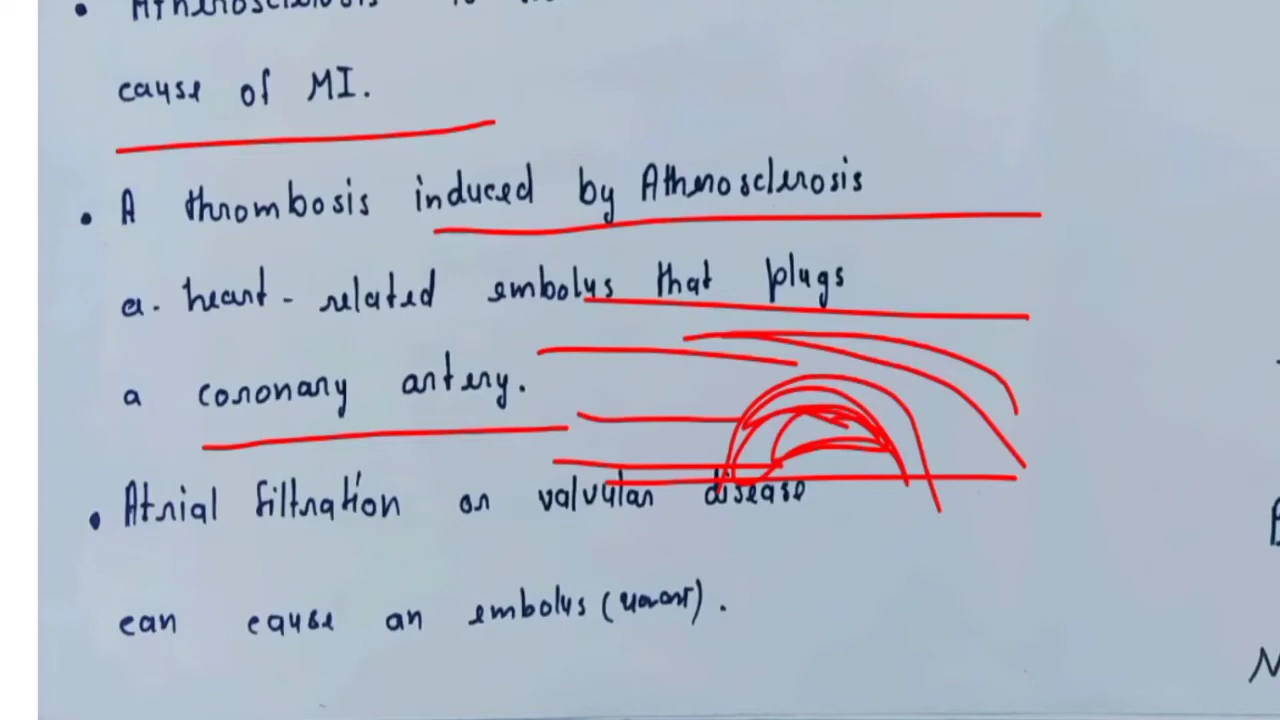 cause of MI.
• A thrombosis induced by Atherosclerosis
a. heart - related embolus that plugs
a coronary artery.
• Atrial filtration or valvular disease
can cause an embolus